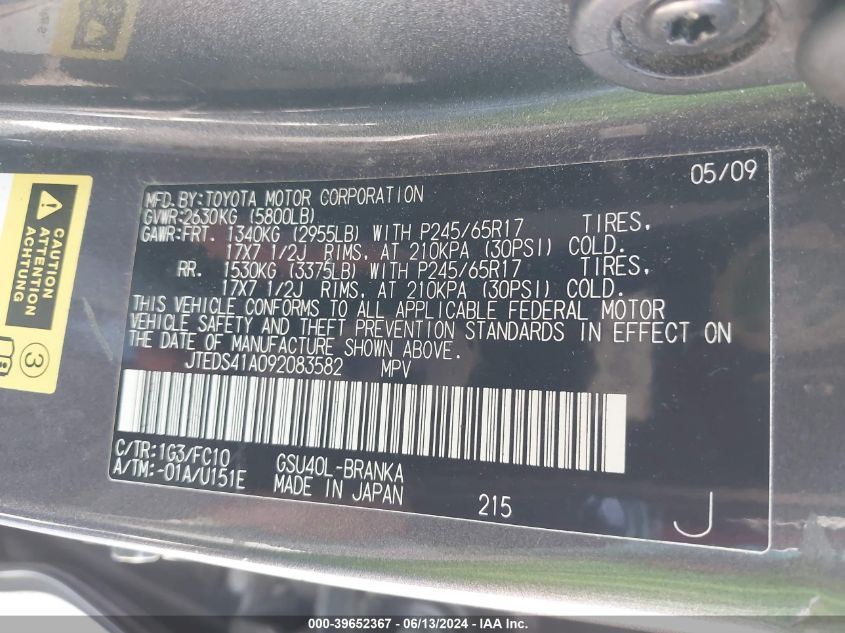 05/09
MFD.BY:TOYOTA MOTOR CORPORATION
GVWR:2630KG (5800LB)
GAWR:FRT. 1340KG (2955LB) WITH P245/65R17 TIRES,
17X7 1/2J RIMS, AT 210KPA (30PSI) COLD.
RR. 1530KG (3375LB) WITH P245/65R17 TIRES,
17X7 1/2J RIMS, AT 210KPA (30PSI) COLD.
THIS VEHICLE CONFORMS TO ALL APPLICABLE FEDERAL MOTOR
VEHICLE SAFETY AND THEFT PREVENTION STANDARDS IN EFFECT ON
THE DATE OF MANUFACTURE SHOWN ABOVE.
JTEDS41A092083582 MPV
C/TR:1G3/FC10 GSU40L-BRANKA
A/TM:-01A/U151E MADE IN JAPAN 215 J
CAUTION
ATTENTION
ACHTUNG
3
000-39652367 - 06/13/2024 - IAA Inc.